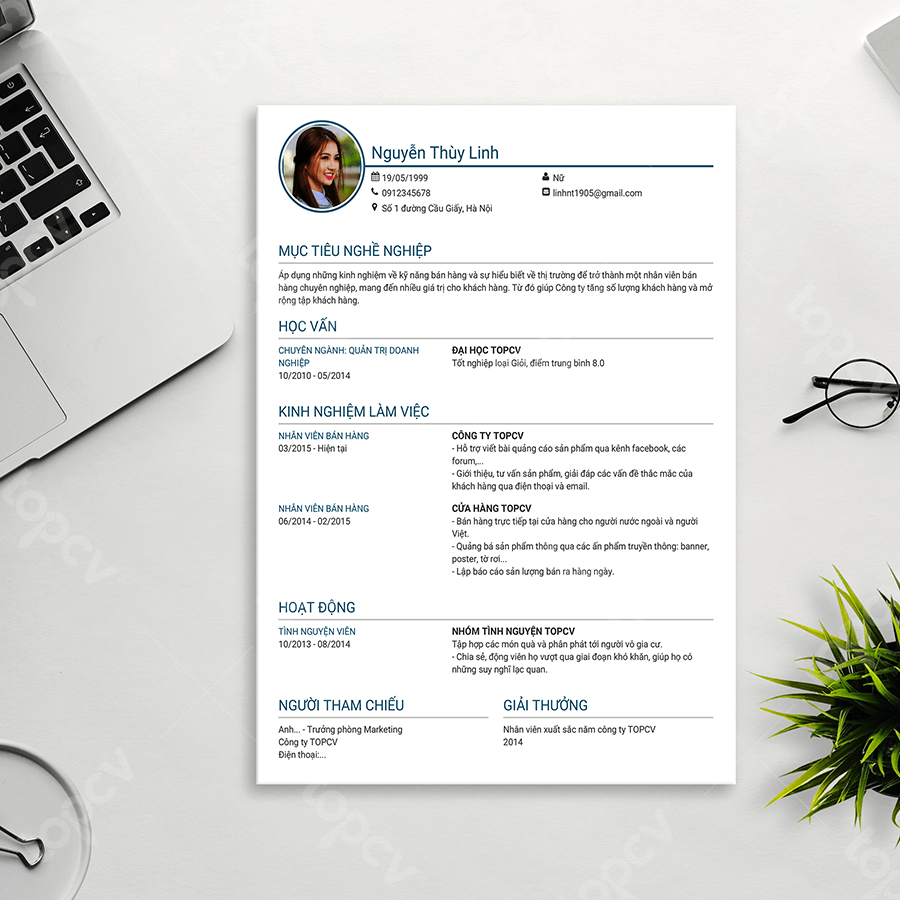 Nguyễn Thùy Linh
19/05/1999
Nữ
0912345678
linhnt1905@gmail.com
Số 1 đường Cầu Giấy, Hà Nội
MỤC TIÊU NGHỀ NGHIỆP
Áp dụng những kinh nghiệm về kỹ năng bán hàng và sự hiểu biết về thị trường để trở thành một nhân viên bán
hàng chuyên nghiệp, mang đến nhiều giá trị cho khách hàng. Từ đó giúp Công ty tăng số lượng khách hàng và mở
rộng tập khách hàng.
HỌC VẤN
CHUYÊN NGÀNH: QUẢN TRỊ DOANH
NGHIỆP
10/2010 - 05/2014
ĐẠI HỌC TOPCV
Tốt nghiệp loại Giỏi, điểm trung bình 8.0
KINH NGHIỆM LÀM VIỆC
NHÂN VIÊN BÁN HÀNG
03/2015 - Hiện tại
CÔNG TY TOPCV
- Hỗ trợ viết bài quảng cáo sản phẩm qua kênh facebook, các
forum,...
- Giới thiệu, tư vấn sản phẩm, giải đáp các vấn đề thắc mắc của
khách hàng qua điện thoại và email.
NHÂN VIÊN BÁN HÀNG
06/2014 - 02/2015
CỬA HÀNG TOPCV
- Bán hàng trực tiếp tại cửa hàng cho người nước ngoài và người
Việt.
- Quảng bá sản phẩm thông qua các ấn phẩm truyền thông: banner,
poster, tờ rơi...
- Lập báo cáo sản lượng bán ra hàng ngày.
HOẠT ĐỘNG
TÌNH NGUYỆN VIÊN
10/2013 - 08/2014
NHÓM TÌNH NGUYỆN TOPCV
Tập hợp các món quà và phân phát tới người vô gia cư.
- Chia sẻ, động viên họ vượt qua giai đoạn khó khăn, giúp họ có
những suy nghĩ lạc quan.
NGƯỜI THAM CHIẾU
Anh... - Trưởng phòng Marketing
Công ty TOPCV
Điện thoại:...
GIẢI THƯỞNG
Nhân viên xuất sắc năm công ty TOPCV
2014
topcv
topcv
topcv
topcv
topcv